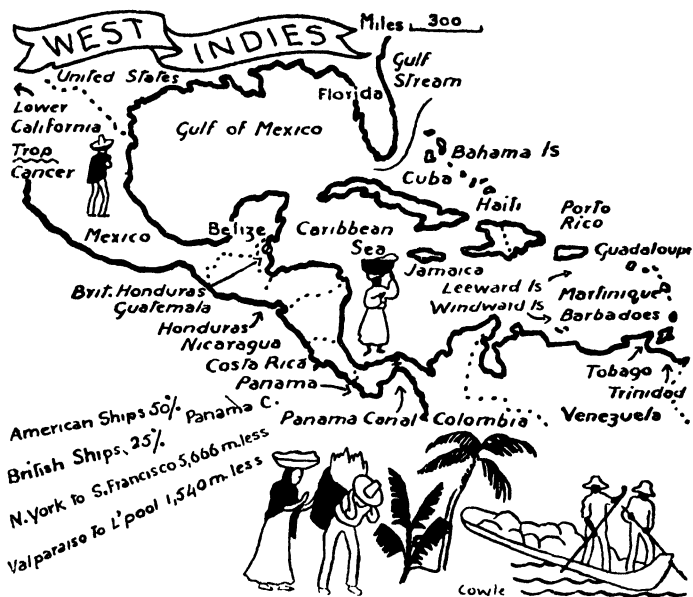 WEST INDIES
Miles 300
Gulf
Stream
United States
Florida
Lower
California
Trop
Cancer
Gulf of Mexico
Bahama Is
Cuba
Haiti
Porto
Rico
Mexico
Belize
Caribbean
Sea
Guadaloupe
Jamaica
Leeward Is
Windward Is
Martinique
Barbadoes
Brit. Honduras
Guatemala
Honduras
Nicaragua
Costa Rica
Panama
Tobago
Trinidad
Panama Canal
Colombia
Venezuela
American Ships 50% Panama C.
British Ships, 25%
N. York to S. Francisco 5,666 m. less
Valparaiso to L'pool 1,540 m. less
Cowle